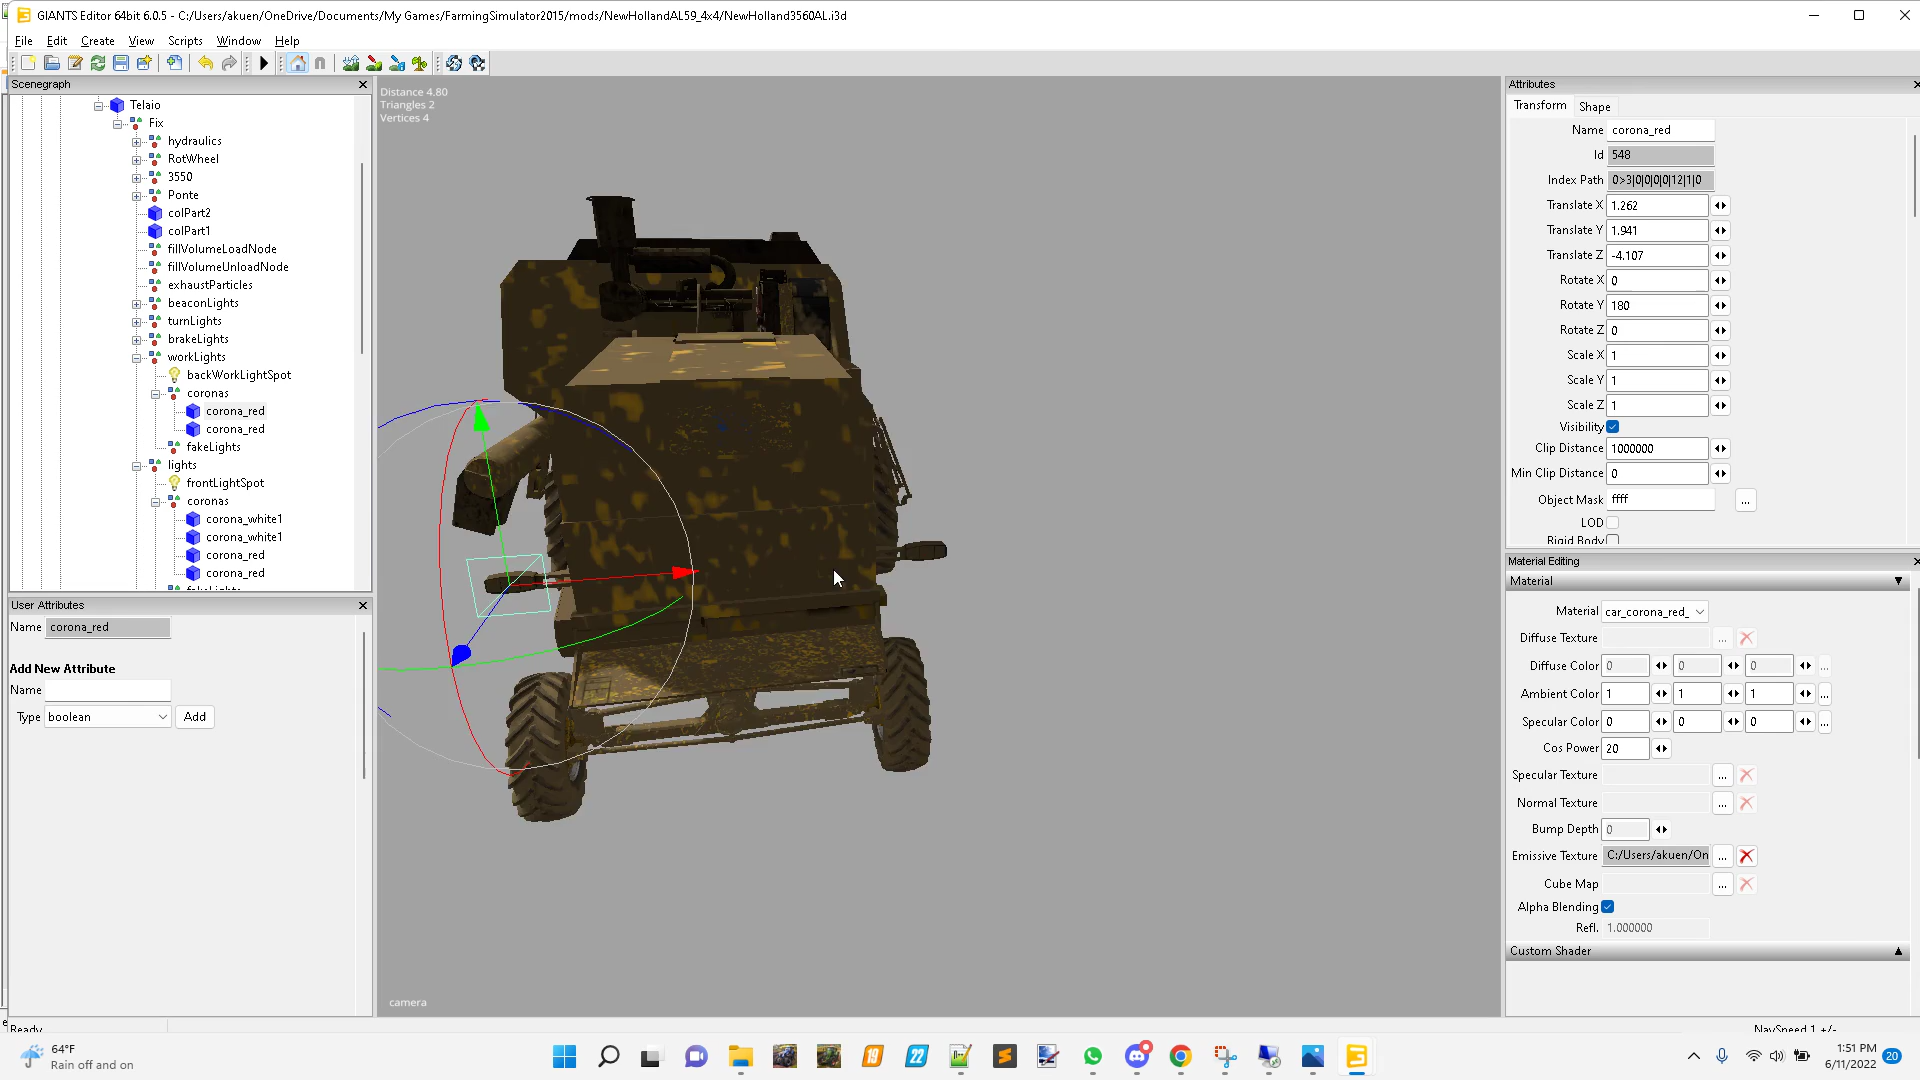 GIANTS Editor 64bit 6.0.5 - C:/Users/akuen/OneDrive/Documents/My Games/FarmingSimulator2015/mods/NewHollandAL59_4x4/NewHolland3560AL.i3d
File Edit Create View Scripts Window Help
Scenegraph
Telaio
Fix
hydraulics
RotWheel
3550
Ponte
colPart2
colPart1
fillVolumeLoadNode
fillVolumeUnloadNode
exhaustParticles
beaconLights
turnLights
brakeLights
workLights
backWorkLightSpot
coronas
corona_red
corona_red
fakeLights
lights
frontLightSpot
coronas
corona_white1
corona_white1
corona_red
corona_red
User Attributes
Name corona_red
Add New Attribute
Name
Type boolean Add
Ready
Distance 4.80
Triangles 2
Vertices 4
camera
Attributes
Transform Shape
Name corona_red
Id 548
Index Path 0>3|0|0|0|0|12|1|0
Translate X 1.262
Translate Y 1.941
Translate Z -4.107
Rotate X 0
Rotate Y 180
Rotate Z 0
Scale X 1
Scale Y 1
Scale Z 1
Visibility
Clip Distance 1000000
Min Clip Distance 0
Object Mask ffff ...
LOD
Rigid Body
Material Editing
Material
Material car_corona_red_
Diffuse Texture ...
Diffuse Color 0 0 0 ...
Ambient Color 1 1 1 ...
Specular Color 0 0 0 ...
Cos Power 20
Specular Texture ...
Normal Texture ...
Bump Depth 0
Emissive Texture C:/Users/akuen/On ...
Cube Map ...
Alpha Blending
Refl. 1.000000
Custom Shader
NavSpeed 1 +/-
64°F
Rain off and on
19
22
1:51 PM
6/11/2022
20